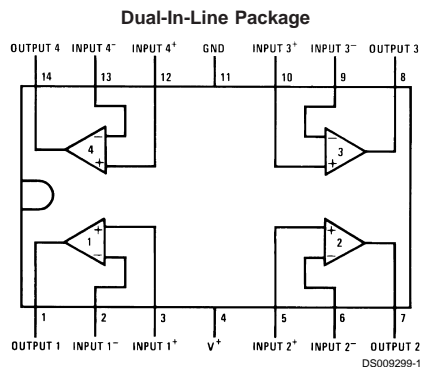 Dual-In-Line Package
OUTPUT 4 INPUT 4⁻ INPUT 4⁺ GND INPUT 3⁺ INPUT 3⁻ OUTPUT 3
14 13 12 11 10 9 8
− −
4 3
+ +
+ +
1 2
− −
1 2 3 4 5 6 7
OUTPUT 1 INPUT 1⁻ INPUT 1⁺ V⁺ INPUT 2⁺ INPUT 2⁻ OUTPUT 2
DS009299-1